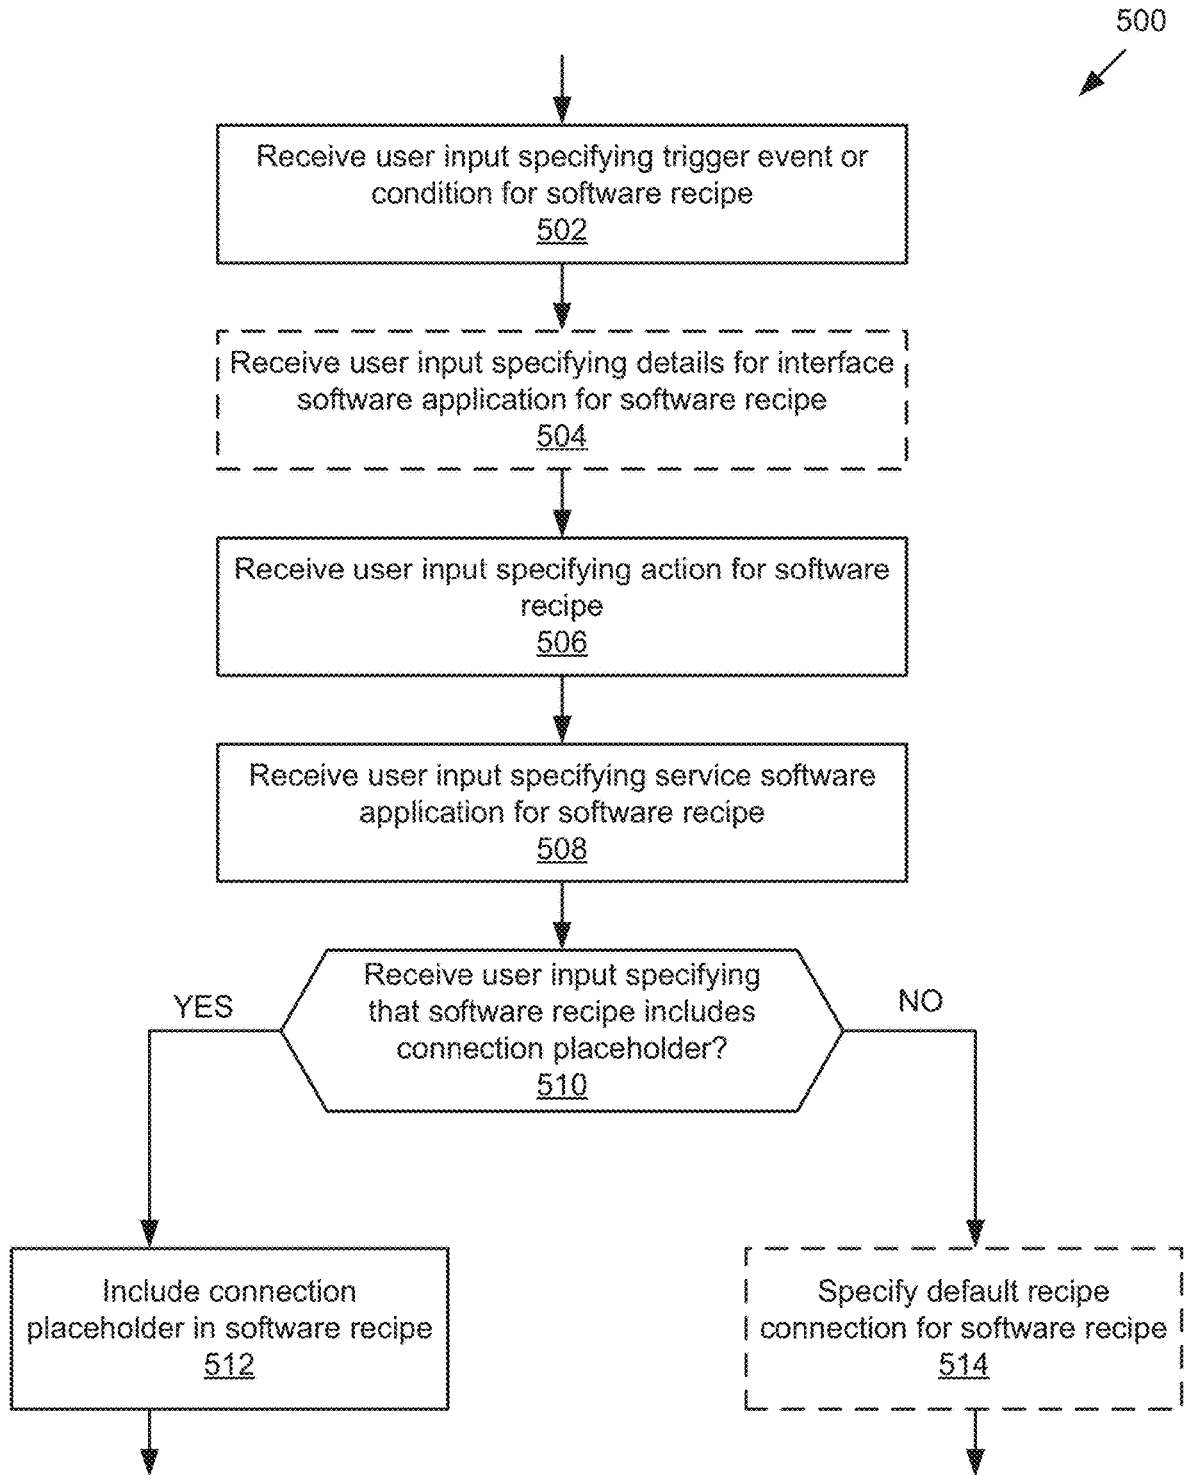 500
Receive user input specifying trigger event or
condition for software recipe
502
Receive user input specifying details for interface
software application for software recipe
504
Receive user input specifying action for software
recipe
506
Receive user input specifying service software
application for software recipe
508
Receive user input specifying
that software recipe includes
connection placeholder?
510
YES
NO
Include connection
placeholder in software recipe
512
Specify default recipe
connection for software recipe
514